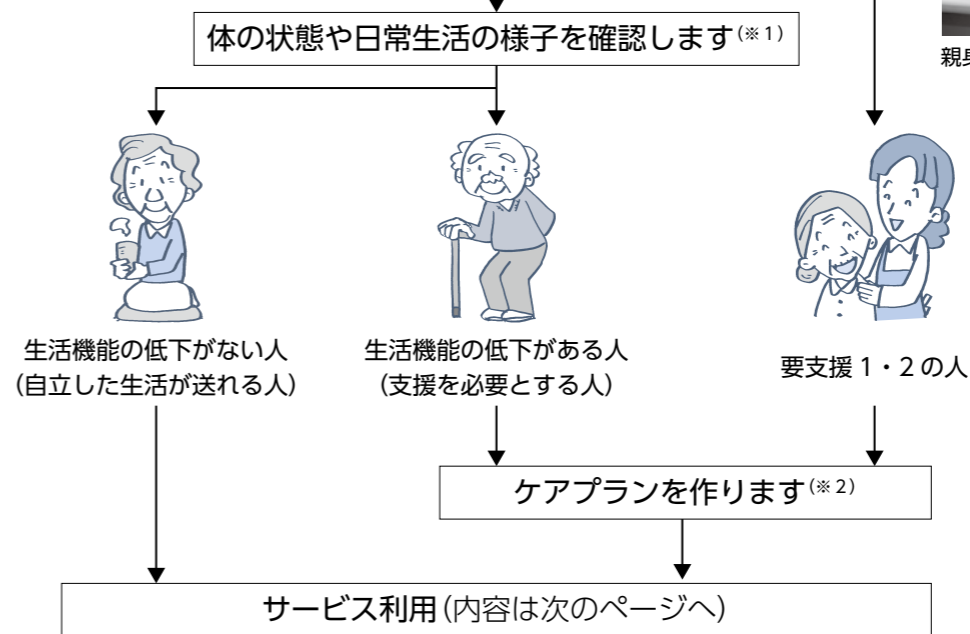 体の状態や日常生活の様子を確認します(※1)
親身
生活機能の低下がない人
(自立した生活が送れる人)
生活機能の低下がある人
(支援を必要とする人)
要支援1・2の人
ケアプランを作ります(※2)
サービス利用(内容は次のページへ)